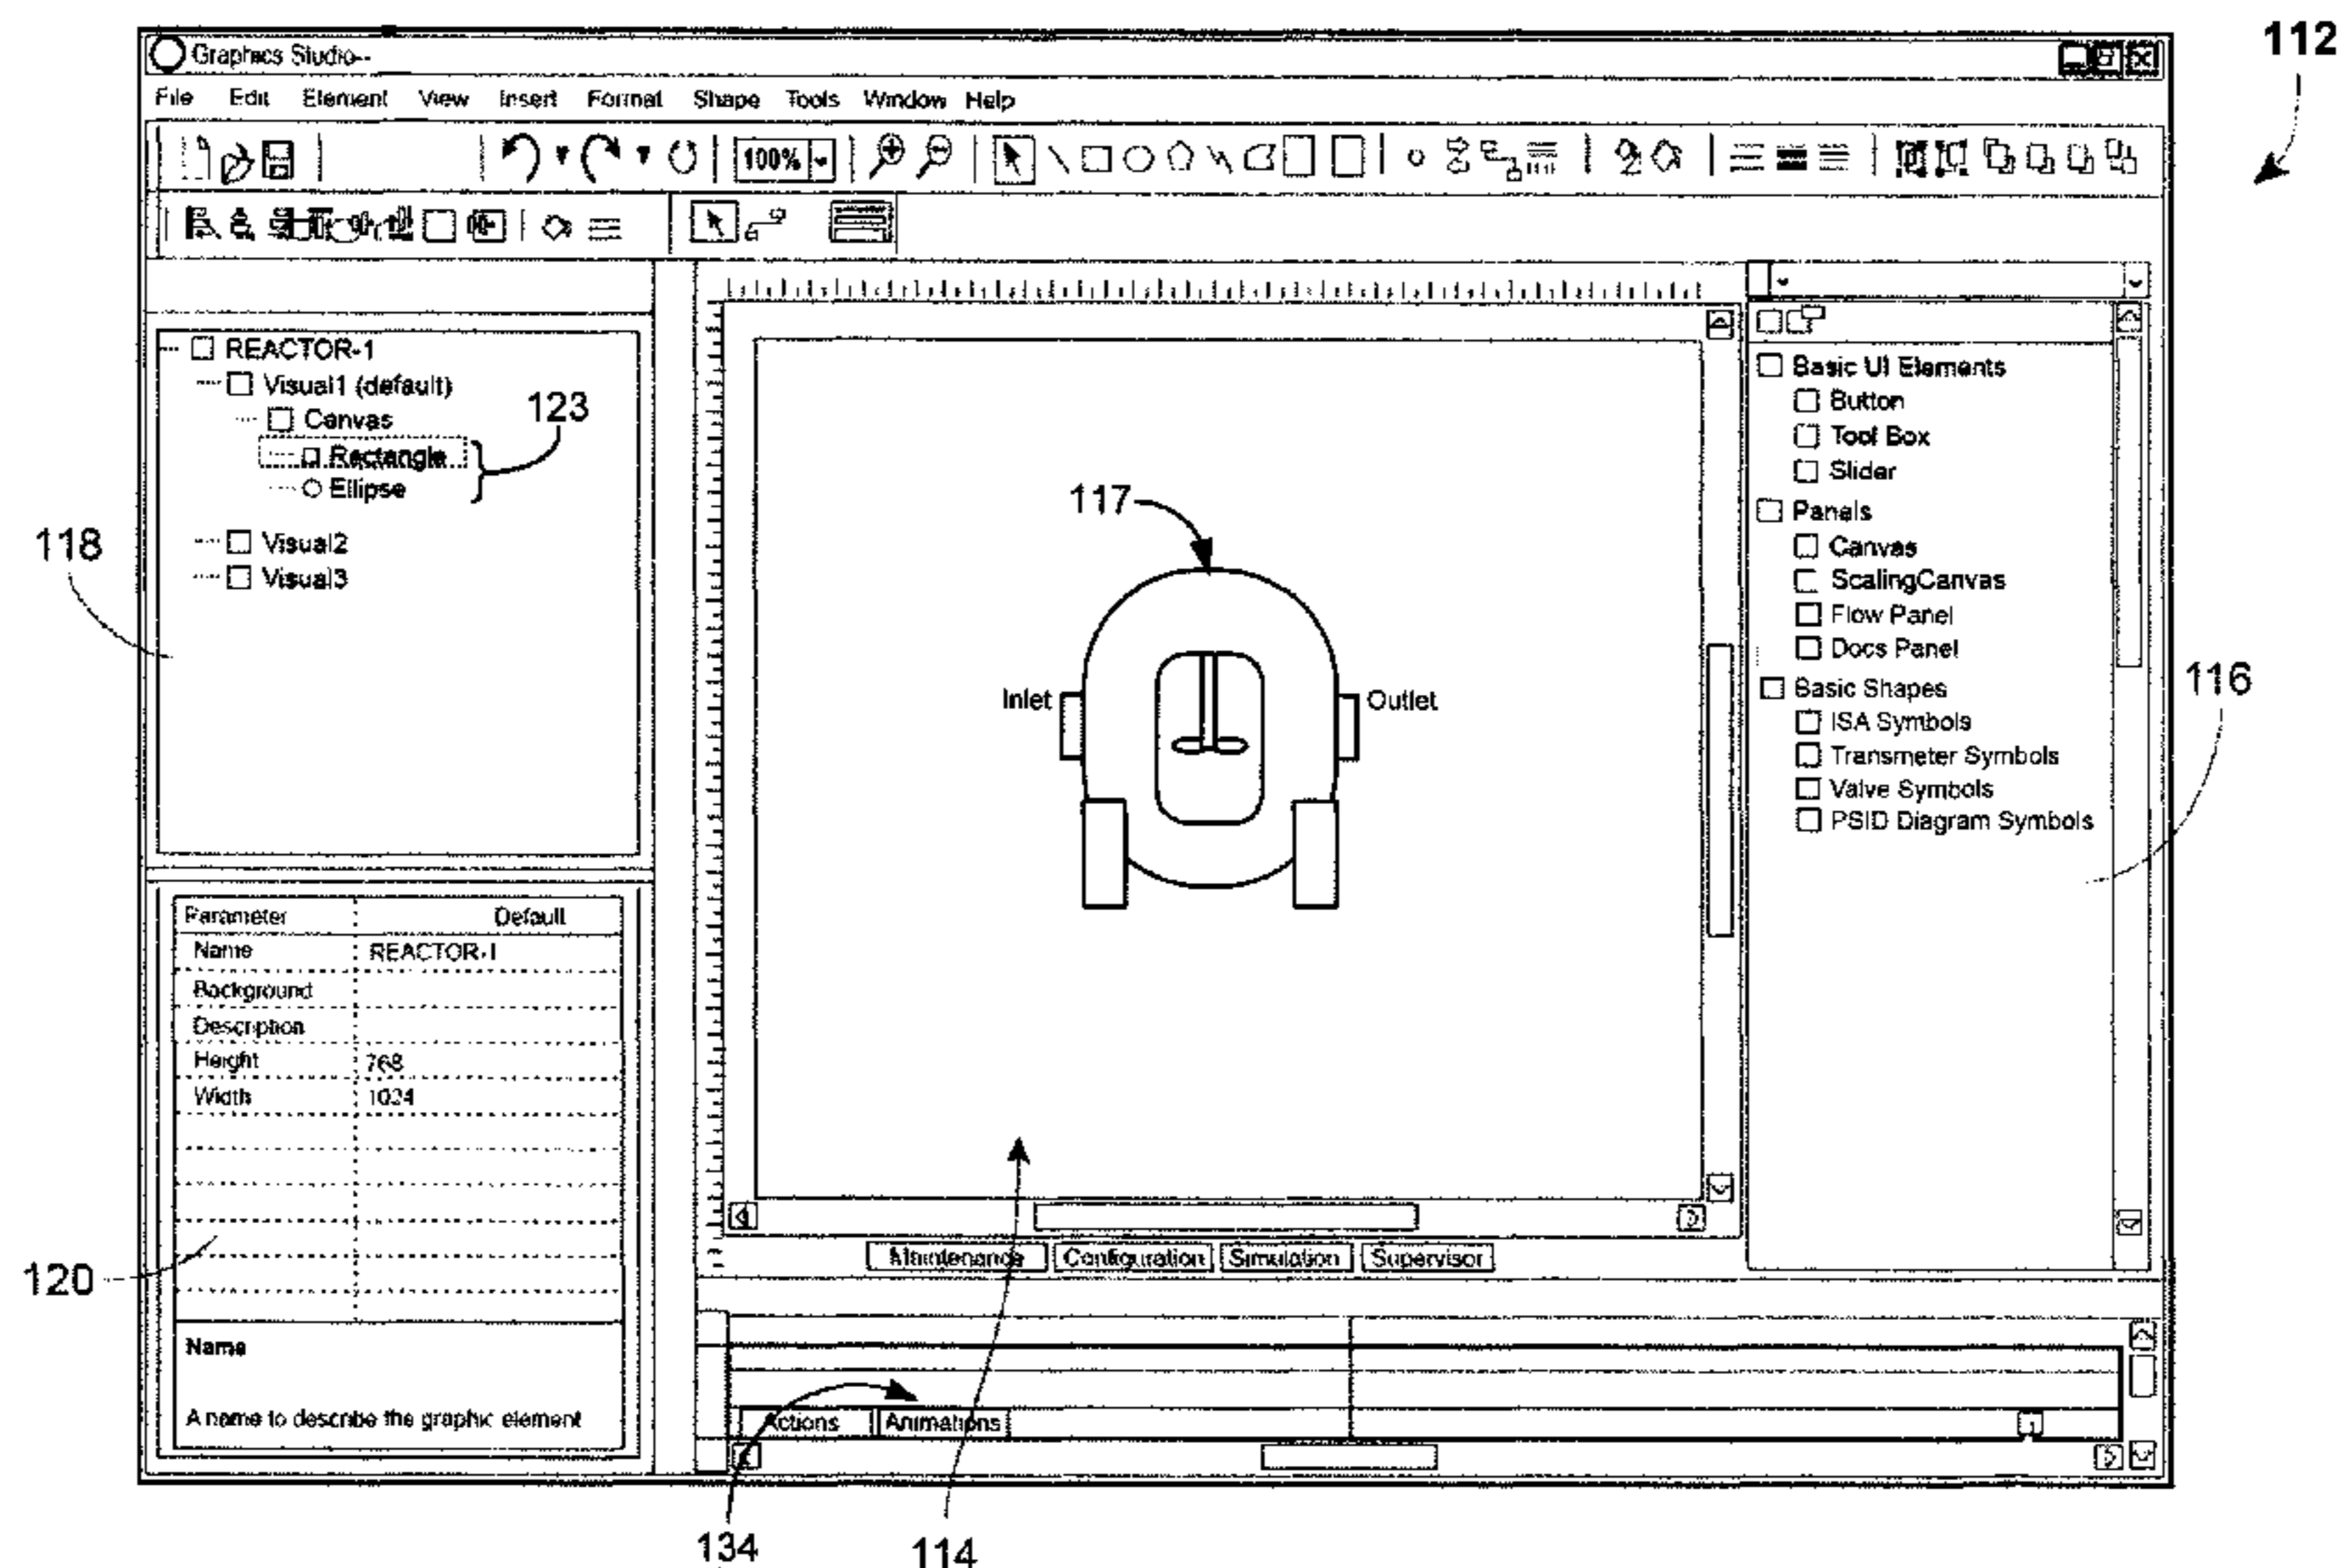 112
Graphics Studio--
File Edit Element View Insert Format Shape Tools Window Help
100%
REACTOR-1
Visual1 (default)
Canvas
Rectangle
Ellipse
123
Visual2
Visual3
118
117
Inlet
Outlet
Basic UI Elements
Button
Tool Box
Slider
Panels
Canvas
ScalingCanvas
Flow Panel
Docs Panel
Basic Shapes
ISA Symbols
Transmeter Symbols
Valve Symbols
PSID Diagram Symbols
116
Parameter Default
Name REACTOR-1
Background
Description
Height 768
Width 1024
120
Name
A name to describe the graphic element
Maintenance Configuration Simulation Supervisor
Actions Animations
134
114